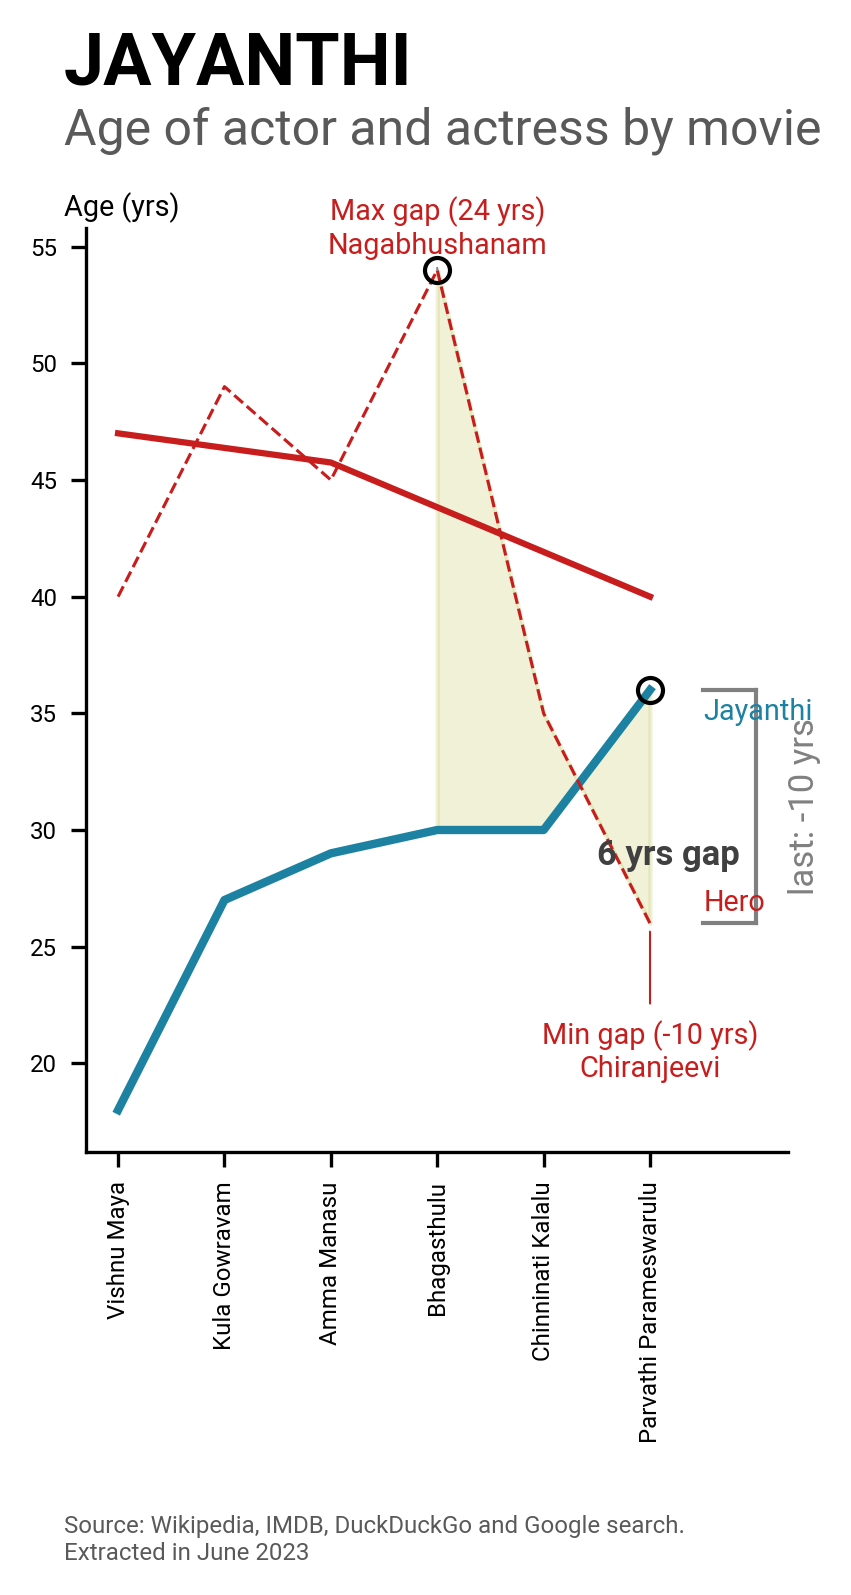 JAYANTHI
Age of actor and actress by movie
Age (yrs)
Max gap (24 yrs)
Nagabhushanam
55
50
45
40
35
30
25
20
Jayanthi
last: -10 yrs
6 yrs gap
Hero
Min gap (-10 yrs)
Chiranjeevi
Vishnu Maya
Kula Gowravam
Amma Manasu
Bhagasthulu
Chinninati Kalalu
Parvathi Parameswarulu
Source: Wikipedia, IMDB, DuckDuckGo and Google search.
Extracted in June 2023